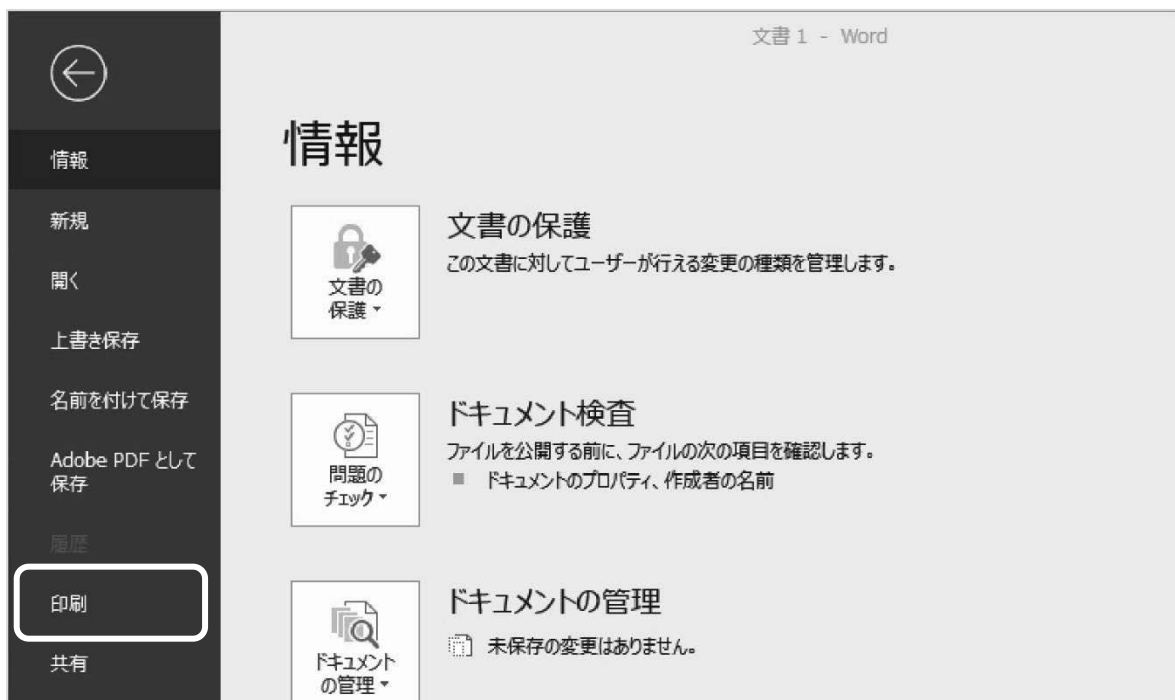 文書 1 - Word
情報
新規
開く
上書き保存
名前を付けて保存
Adobe PDF として
保存
履歴
印刷
共有
情報
文書の
保護
文書の保護
この文書に対してユーザーが行える変更の種類を管理します。
問題の
チェック
ドキュメント検査
ファイルを公開する前に、ファイルの次の項目を確認します。
ドキュメントのプロパティ、作成者の名前
ドキュメント
の管理
ドキュメントの管理
未保存の変更はありません。